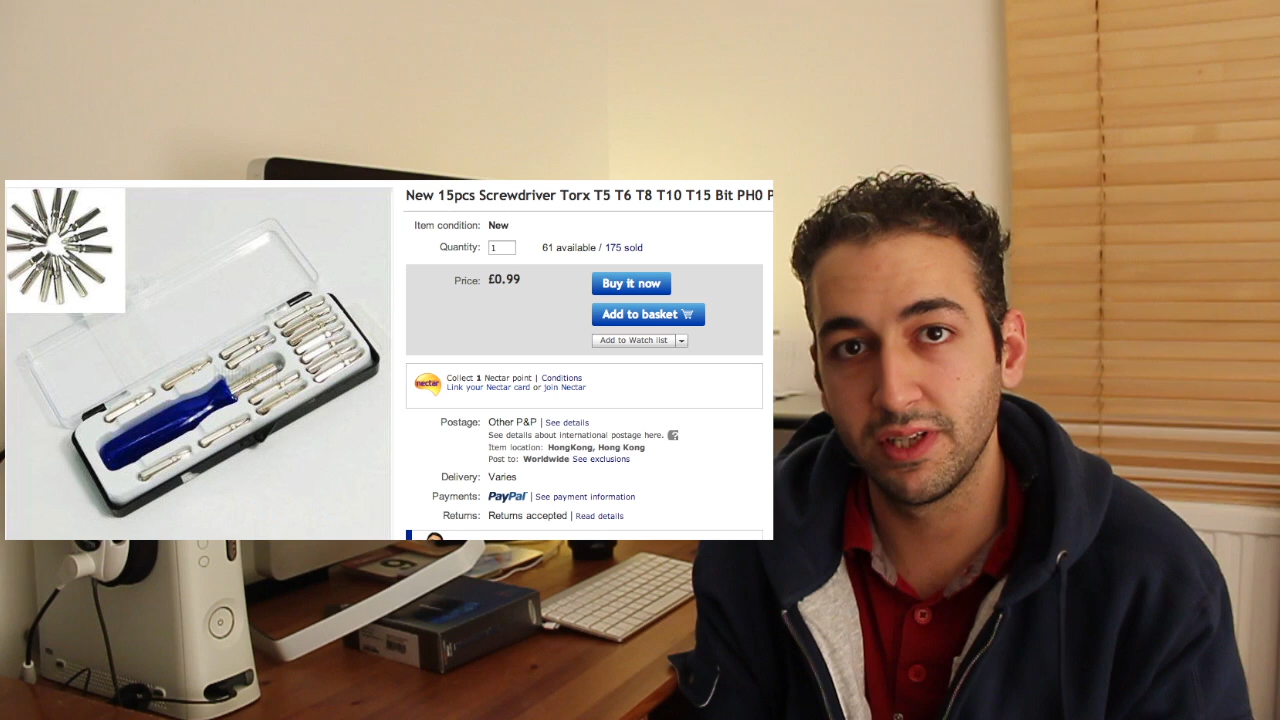 New 15pcs Screwdriver Torx T5 T6 T8 T10 T15 Bit PH0 P
Item condition: New
Quantity: 1 61 available / 175 sold
Price: £0.99
Buy it now
Add to basket
Add to Watch list
nectar
Collect 1 Nectar point | Conditions
Link your Nectar card or join Nectar
Postage: Other P&P | See details
See details about international postage here.
Item location: HongKong, Hong Kong
Post to: Worldwide See exclusions
Delivery: Varies
Payments: PayPal | See payment information
Returns: Returns accepted | Read details